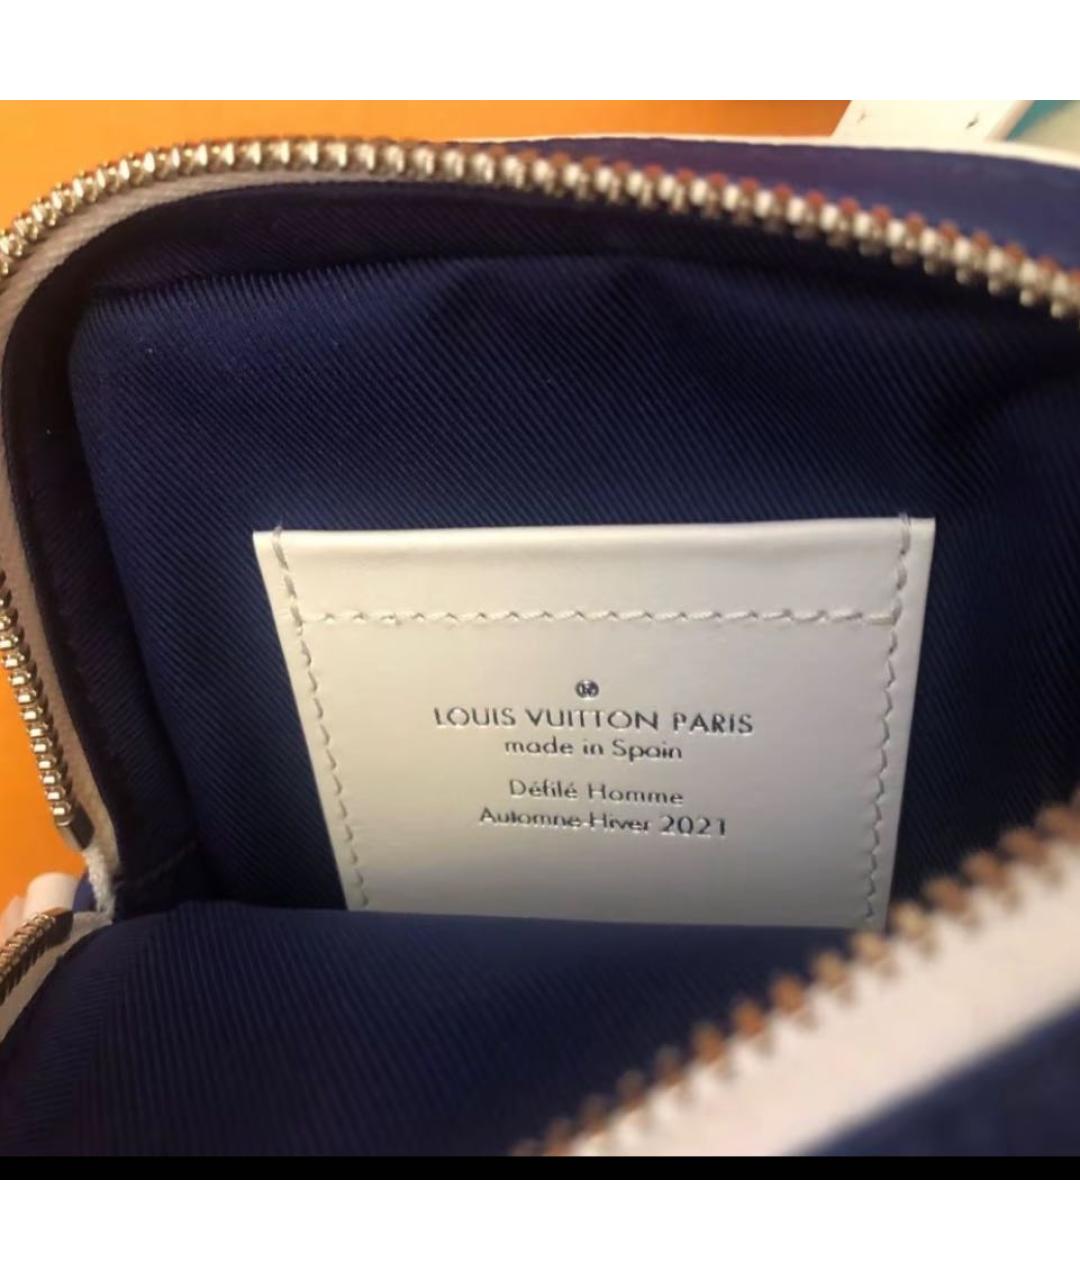 LOUIS VUITTON PARIS
made in Spain
Défilé Homme
Automne-Hiver 2021